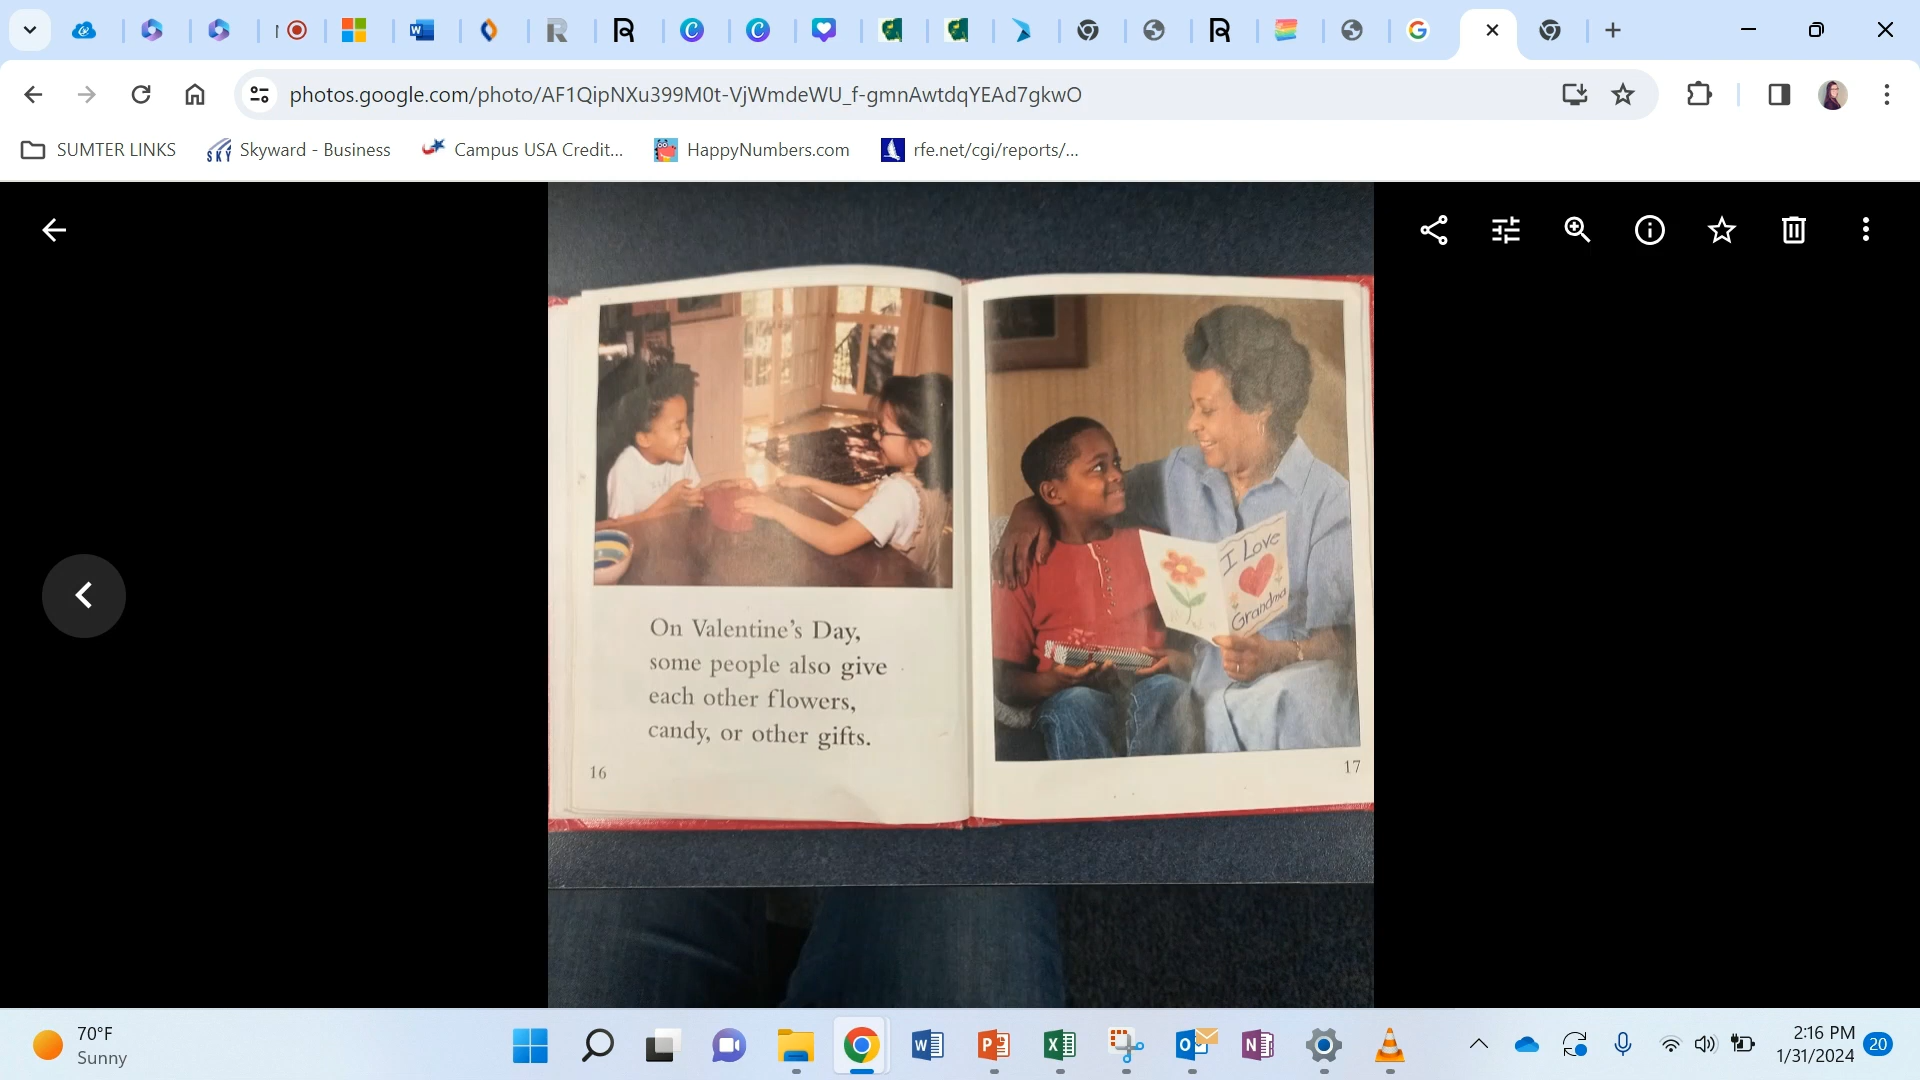 photos.google.com/photo/AF1QipNXu399M0t-VjWmdeWU_f-gmnAwtdqYEAd7gkwO
SUMTER LINKS
Skyward - Business
Campus USA Credit...
HappyNumbers.com
rfe.net/cgi/reports/...
I Love
Grandma
On Valentine's Day,
some people also give
each other flowers,
candy, or other gifts.
16
17
70°F
Sunny
2:16 PM
1/31/2024
20